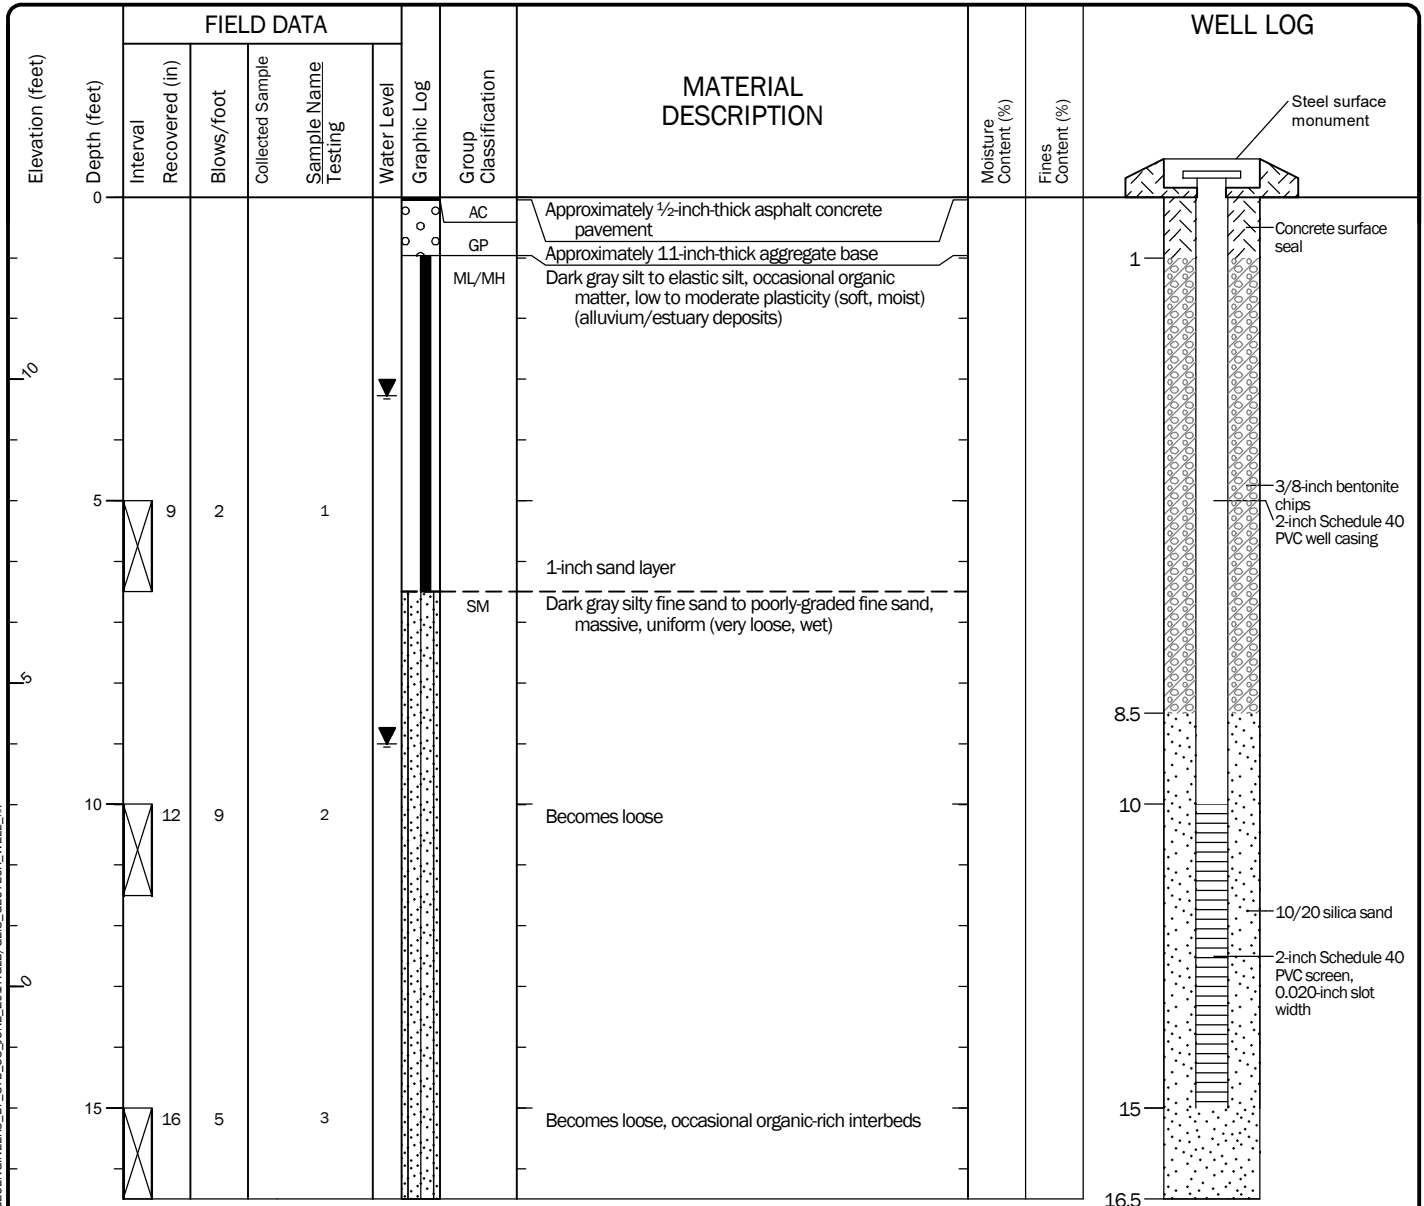 FIELD DATA
WELL LOG
Elevation (feet)
Depth (feet)
Interval
Recovered (in)
Blows/foot
Collected Sample
Sample Name
Testing
Water Level
Graphic Log
Group
Classification
MATERIAL
DESCRIPTION
Moisture
Content (%)
Fines
Content (%)
Steel surface
monument
0
AC
Approximately ½-inch-thick asphalt concrete
pavement
GP
Approximately 11-inch-thick aggregate base
ML/MH
Dark gray silt to elastic silt, occasional organic
matter, low to moderate plasticity (soft, moist)
(alluvium/estuary deposits)
Concrete surface
seal
1
10
5
9
2
1
3/8-inch bentonite
chips
2-inch Schedule 40
PVC well casing
1-inch sand layer
SM
Dark gray silty fine sand to poorly-graded fine sand,
massive, uniform (very loose, wet)
5
8.5
10
12
9
2
Becomes loose
10
10/20 silica sand
2-inch Schedule 40
PVC screen,
0.020-inch slot
width
0
15
16
5
3
Becomes loose, occasional organic-rich interbeds
15
16.5